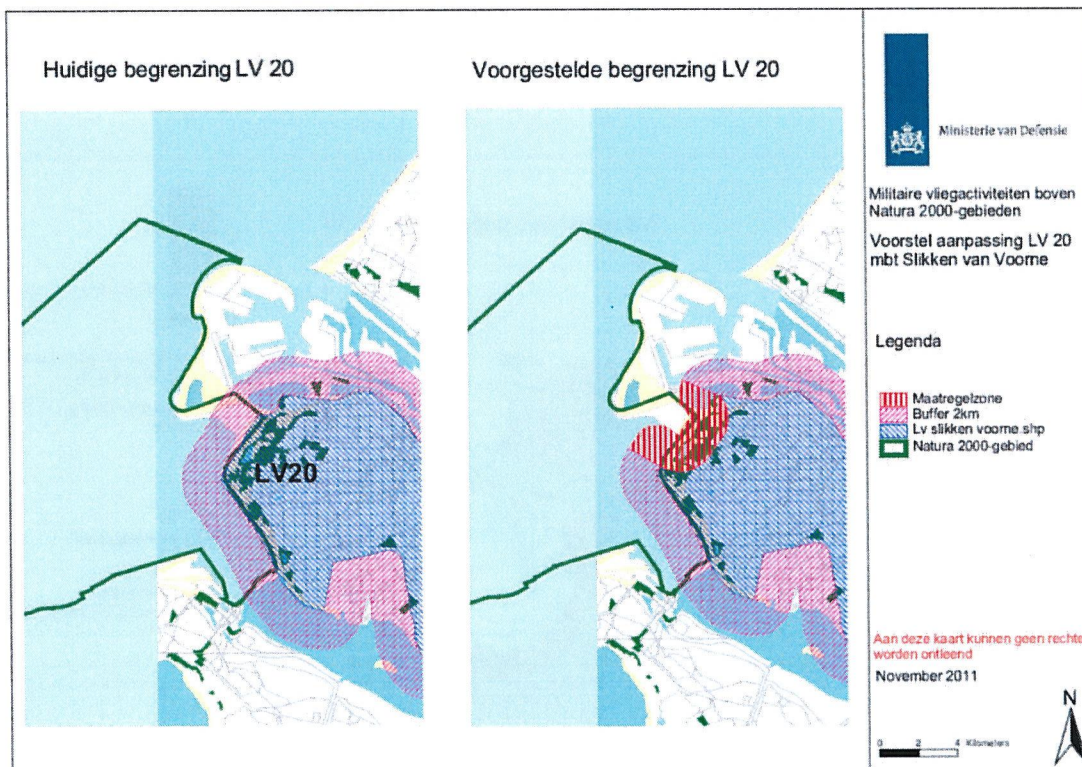 Huidige begrenzing LV 20
Voorgestelde begrenzing LV 20
LV20
Ministerie van Defensie
Militaire vliegactiviteiten boven
Natura 2000-gebieden
Voorstel aanpassing LV 20
mbt Slikken van Voorne
Legenda
Maatregelzone
Buffer 2km
Lv slikken voorne.shp
Natura 2000-gebied
Aan deze kaart kunnen geen rechte
worden ontleend
November 2011
N
0 2 4 Kilometers